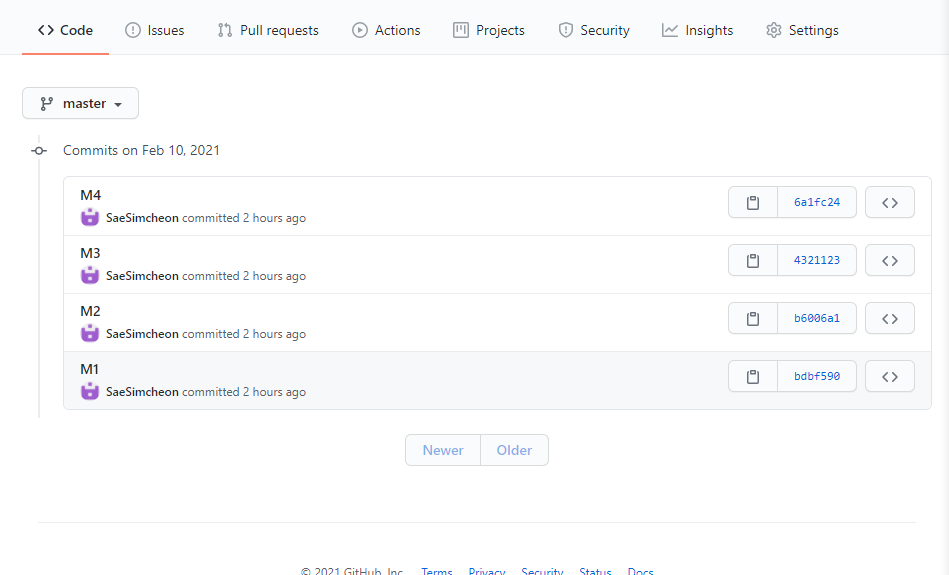 Code Issues Pull requests Actions Projects Security Insights Settings
master
Commits on Feb 10, 2021
M4
SaeSimcheon committed 2 hours ago
6a1fc24
M3
SaeSimcheon committed 2 hours ago
4321123
M2
SaeSimcheon committed 2 hours ago
b6006a1
M1
SaeSimcheon committed 2 hours ago
bdbf590
Newer Older
© 2021 GitHub, Inc. Terms Privacy Security Status Docs